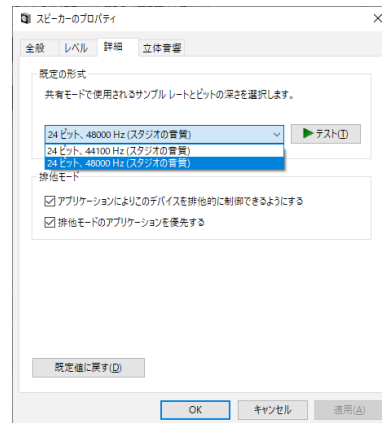 スピーカーのプロパティ
全般 レベル 詳細 立体音響
既定の形式
共有モードで使用されるサンプル レートとビットの深さを選択します。
24 ビット、48000 Hz (スタジオの音質)
テスト(T)
24 ビット、44100 Hz (スタジオの音質)
24 ビット、48000 Hz (スタジオの音質)
排他モード
アプリケーションによりこのデバイスを排他的に制御できるようにする
排他モードのアプリケーションを優先する
既定値に戻す(D)
OK キャンセル 適用(A)